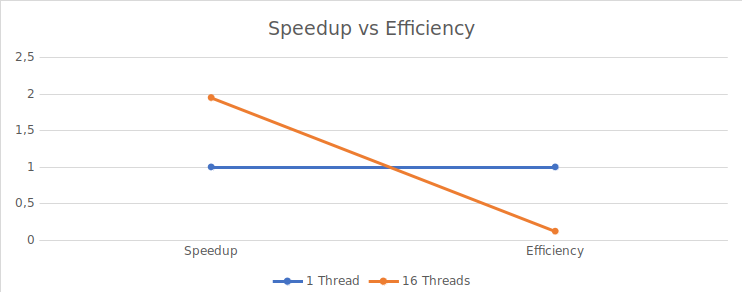 Speedup vs Efficiency
2,5
2
1,5
1
0,5
0
Speedup Efficiency
1 Thread 16 Threads